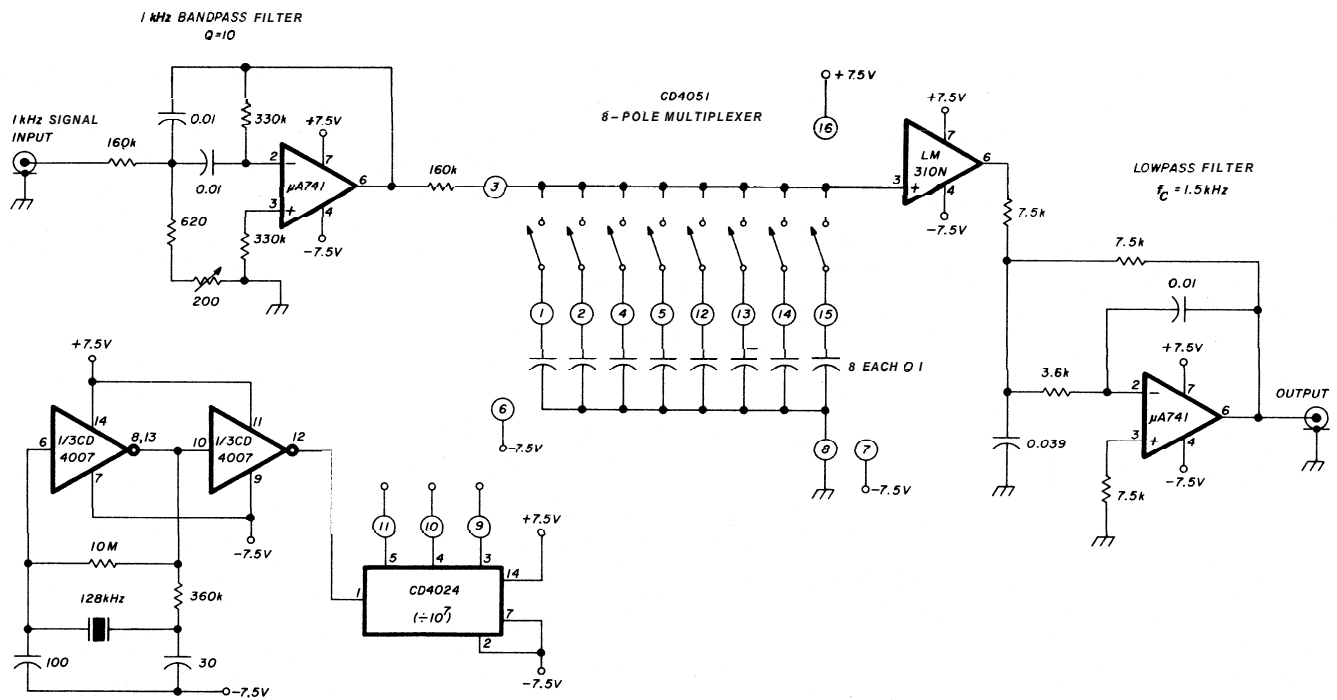 1 kHz BANDPASS FILTER
Q=10
1 kHz SIGNAL
INPUT
160k
0.01
330k
0.01
+7.5V
2
7
μA741
6
3
4
-7.5V
620
330k
200
160k
3
CD4051
8-POLE MULTIPLEXER
+7.5V
16
1
2
4
5
12
13
14
15
8 EACH 0 1
6
-7.5V
8
7
-7.5V
+7.5V
7
LM
310N
3
6
4
-7.5V
7.5k
LOWPASS FILTER
fC = 1.5kHz
7.5k
0.01
3.6k
+7.5V
2
7
μA741
6
3
4
-7.5V
0.039
7.5k
OUTPUT
+7.5V
14
11
6
1/3CD
4007
8,13
10
1/3CD
4007
12
7
9
-7.5V
10M
360k
128kHz
100
30
-7.5V
11
10
9
+7.5V
5
4
3
14
1
CD4024
(÷10⁷)
7
2
-7.5V